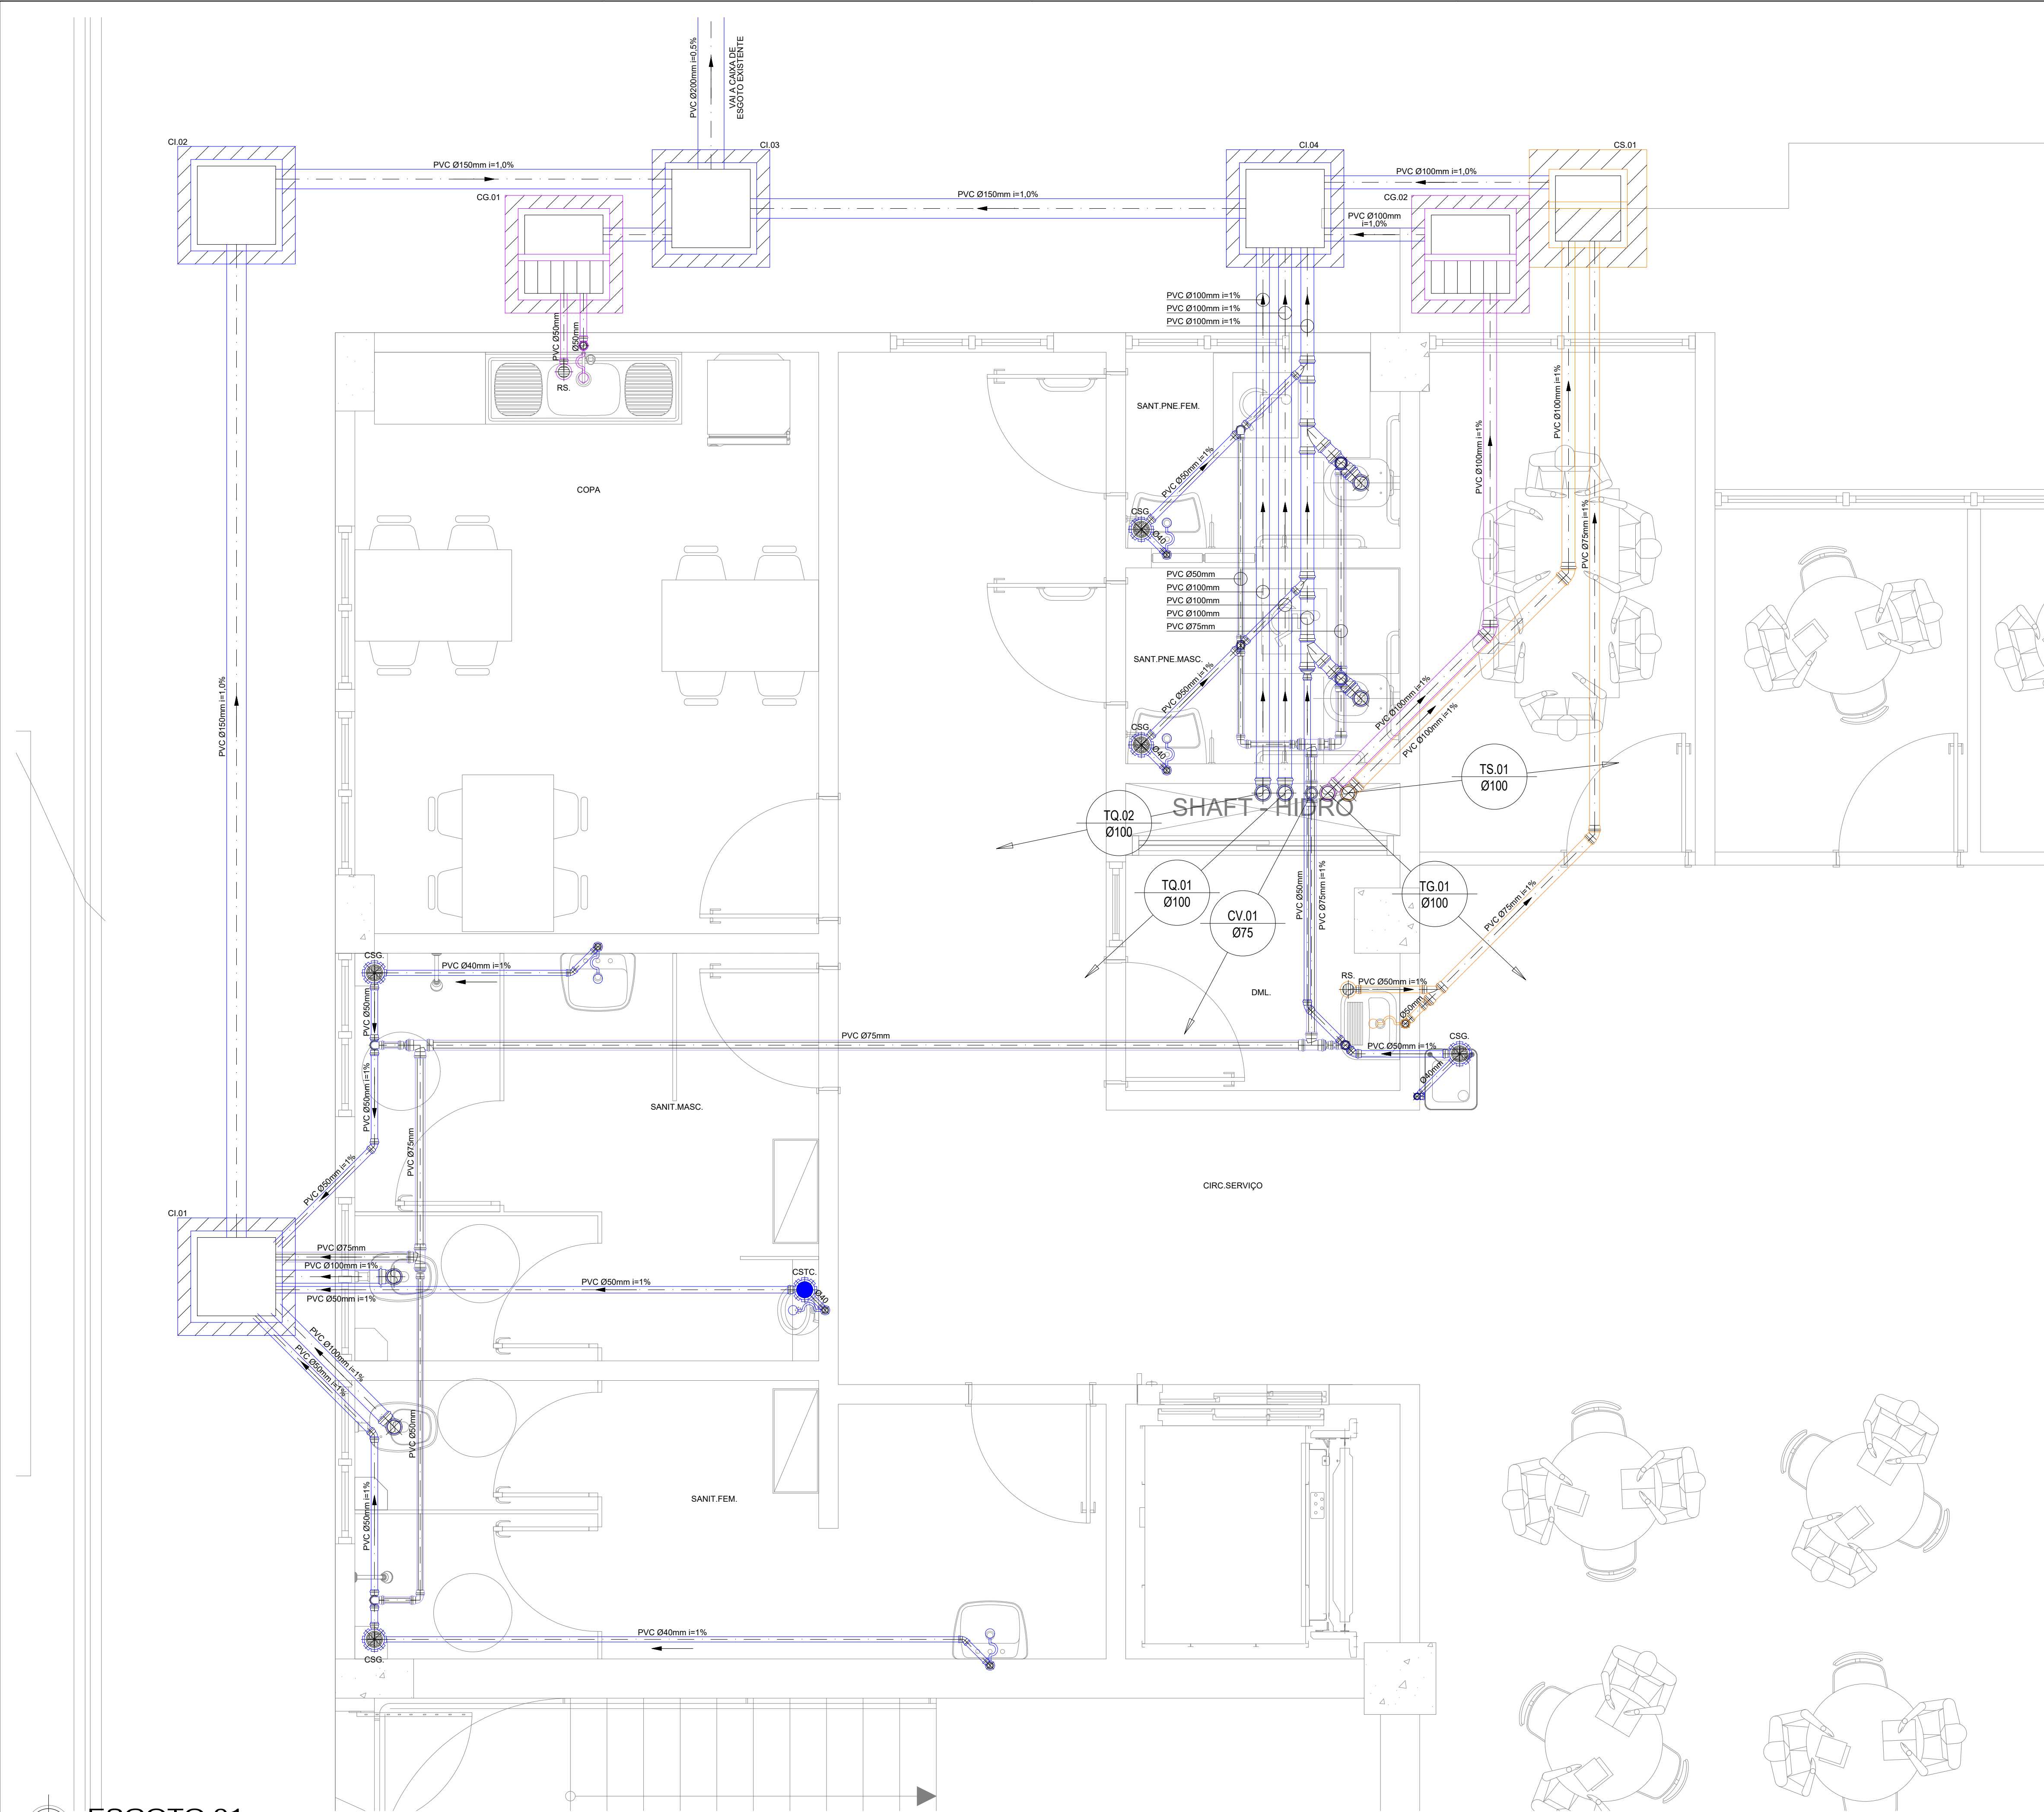 PVC Ø200mm i=0,5%
VAI A CAIXA DE
ESGOTO EXISTENTE
CI.02
CI.03
CI.04
CS.01
PVC Ø150mm i=1,0%
PVC Ø100mm i=1,0%
CG.01
PVC Ø150mm i=1,0%
CG.02
PVC Ø100mm
i=1,0%
PVC Ø100mm i=1%
PVC Ø100mm i=1%
PVC Ø100mm i=1%
PVC Ø50mm
Ø50mm
RS.
PVC Ø100mm i=1%
SANT.PNE.FEM.
PVC Ø100mm i=1%
COPA
PVC Ø50mm i=1%
CSG.
Ø40
PVC Ø75mm i=1%
PVC Ø50mm
PVC Ø100mm
PVC Ø100mm
PVC Ø100mm
PVC Ø75mm
SANT.PNE.MASC.
PVC Ø50mm i=1%
PVC Ø150mm i=1,0%
PVC Ø100mm i=1%
PVC Ø100mm i=1%
CSG.
Ø40
TS.01
Ø100
SHAFT - HIDRO
TQ.02
Ø100
TQ.01
Ø100
TG.01
Ø100
CV.01
Ø75
PVC Ø50mm
PVC Ø75mm i=1%
PVC Ø75mm i=1%
CSG.
PVC Ø40mm i=1%
RS.
PVC Ø50mm i=1%
DML.
Ø50mm
PVC Ø50mm
PVC Ø75mm
CSG.
PVC Ø50mm i=1%
Ø40mm
PVC Ø50mm i=1%
SANIT.MASC.
PVC Ø75mm
PVC Ø50mm i=1%
CIRC.SERVIÇO
CI.01
PVC Ø75mm
PVC Ø100mm i=1%
CSTC.
PVC Ø50mm i=1%
PVC Ø50mm i=1%
Ø40
PVC Ø100mm i=1%
PVC Ø50mm i=1%
PVC Ø50mm
SANIT.FEM.
PVC Ø50mm i=1%
PVC Ø40mm i=1%
CSG.
ESGOTO 01